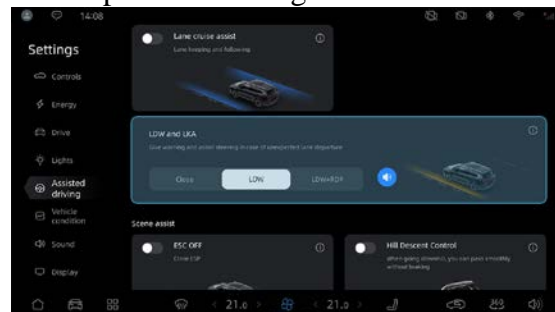 14:08
Settings
Controls
Energy
Drive
Lights
Assisted
driving
Vehicle
condition
Sound
Display
Lane cruise assist
Lane keeping and following
LDW and LKA
Give warning and assist steering in case of unexpected lane departure
Close
LDW
LDW+RDP
Scene assist
ESC OFF
Close ESP
Hill Descent Control
When going downhill, you can pass smoothly
without braking
< 21.0 >
< 21.0 >
360